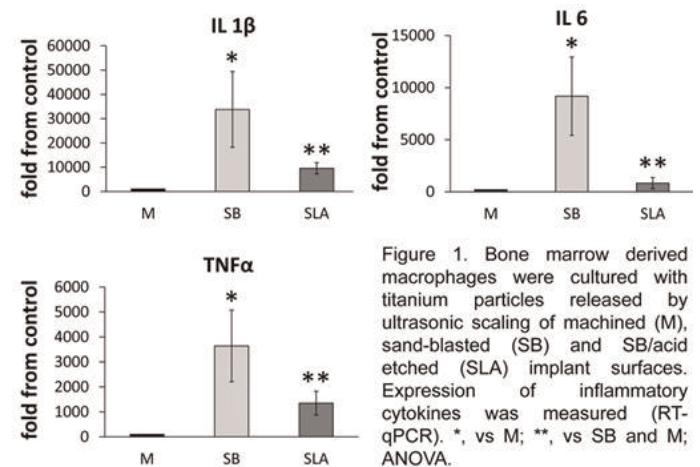 IL 1β
fold from control
60000
50000
40000
30000
20000
10000
0
*
**
M SB SLA
IL 6
fold from control
15000
10000
5000
0
*
**
M SB SLA
TNFα
fold from control
6000
5000
4000
3000
2000
1000
0
*
**
M SB SLA
Figure 1. Bone marrow derived
macrophages were cultured with
titanium particles released by
ultrasonic scaling of machined (M),
sand-blasted (SB) and SB/acid
etched (SLA) implant surfaces.
Expression of inflammatory
cytokines was measured (RT-
qPCR). *, vs M; **, vs SB and M;
ANOVA.